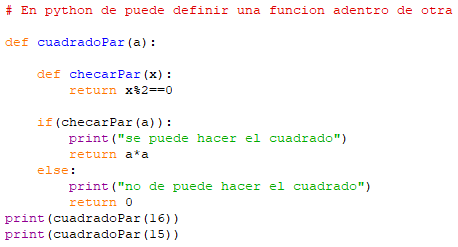 # En python de puede definir una funcion adentro de otra
def cuadradoPar(a):
    def checarPar(x):
        return x%2==0
    if(checarPar(a)):
        print("se puede hacer el cuadrado")
        return a*a
    else:
        print("no de puede hacer el cuadrado")
        return 0
print(cuadradoPar(16))
print(cuadradoPar(15))